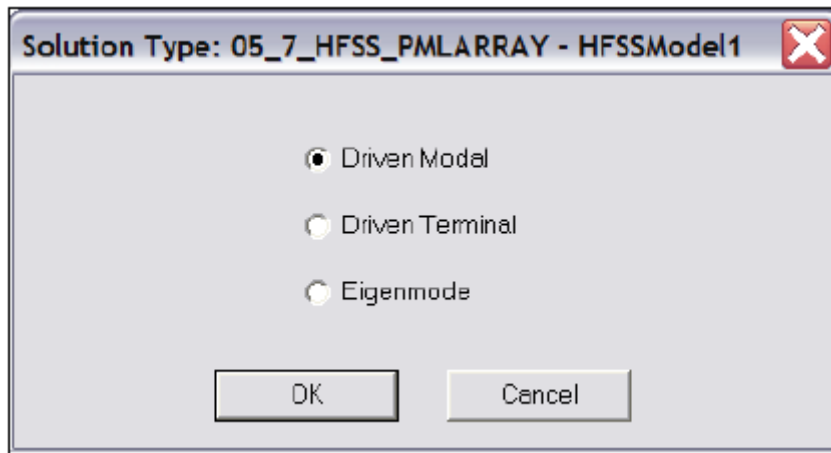 Solution Type: 05_7_HFSS_PMLARRAY - HFSSModel1
Driven Modal
Driven Terminal
Eigenmode
OK Cancel